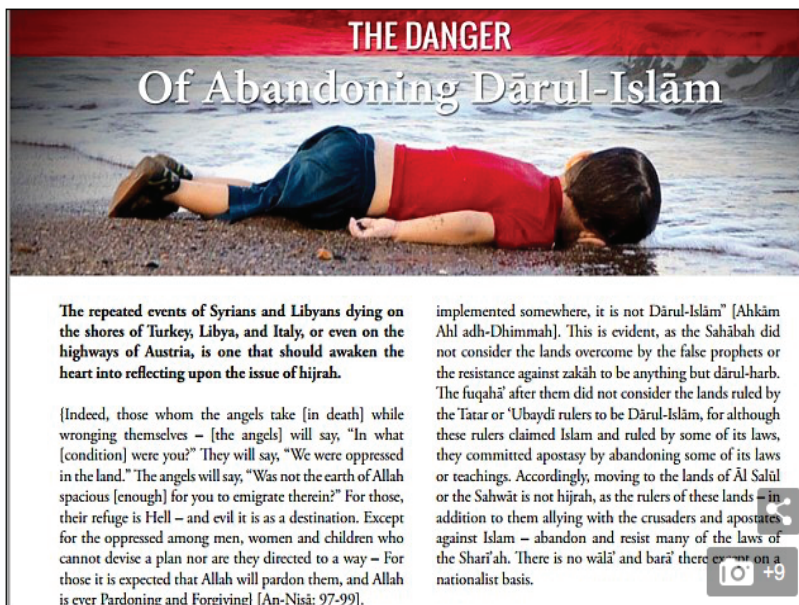 THE DANGER
Of Abandoning Dārul-Islām
The repeated events of Syrians and Libyans dying on
the shores of Turkey, Libya, and Italy, or even on the
highways of Austria, is one that should awaken the
heart into reflecting upon the issue of hijrah.
{Indeed, those whom the angels take [in death] while
wronging themselves – [the angels] will say, “In what
[condition] were you?” They will say, “We were oppressed
in the land.” The angels will say, “Was not the earth of Allah
spacious [enough] for you to emigrate therein?” For those,
their refuge is Hell – and evil it is as a destination. Except
for the oppressed among men, women and children who
cannot devise a plan nor are they directed to a way – For
those it is expected that Allah will pardon them, and Allah
is ever Pardoning and Forgiving} [An-Nisā: 97-99].
implemented somewhere, it is not Dārul-Islām” [Ahkām
Ahl adh-Dhimmah]. This is evident, as the Sahābah did
not consider the lands overcome by the false prophets or
the resistance against zakāh to be anything but dārul-harb.
The fuqahā’ after them did not consider the lands ruled by
the Tatar or ‘Ubaydī rulers to be Dārul-Islām, for although
these rulers claimed Islam and ruled by some of its laws,
they committed apostasy by abandoning some of its laws
or teachings. Accordingly, moving to the lands of Āl Salūl
or the Sahwāt is not hijrah, as the rulers of these lands – in
addition to them allying with the crusaders and apostates
against Islam – abandon and resist many of the laws of
the Sharī’ah. There is no walā’ and barā’ there except on a
nationalist basis.
+9